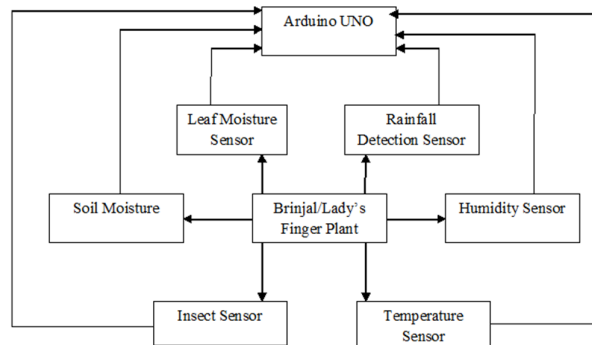 Arduino UNO
Leaf Moisture
Sensor
Rainfall
Detection Sensor
Soil Moisture
Brinjal/Lady's
Finger Plant
Humidity Sensor
Insect Sensor
Temperature
Sensor